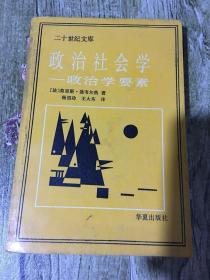 二十世纪文库
政治社会学
—政治学要素
[法]莫里斯·迪韦尔热 著
杨祖功 王大东 译
华夏出版社